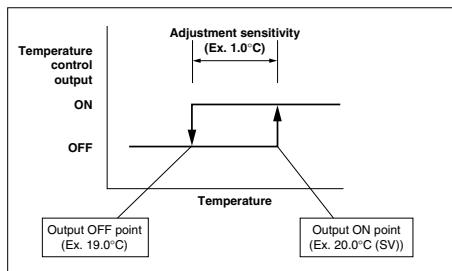 Adjustment sensitivity
(Ex. 1.0°C)
Temperature
control
output
ON
OFF
Temperature
Output OFF point
(Ex. 19.0°C)
Output ON point
(Ex. 20.0°C (SV))